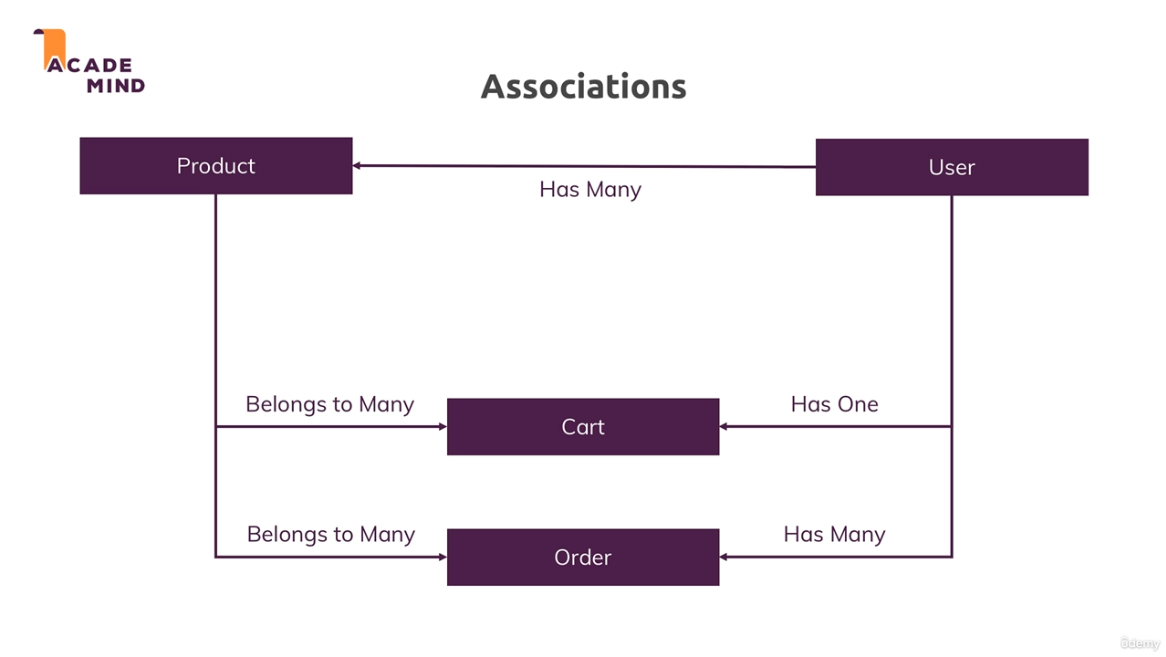 ACADE
MIND
Associations
Product
User
Has Many
Belongs to Many
Has One
Cart
Belongs to Many
Has Many
Order
ûdemy